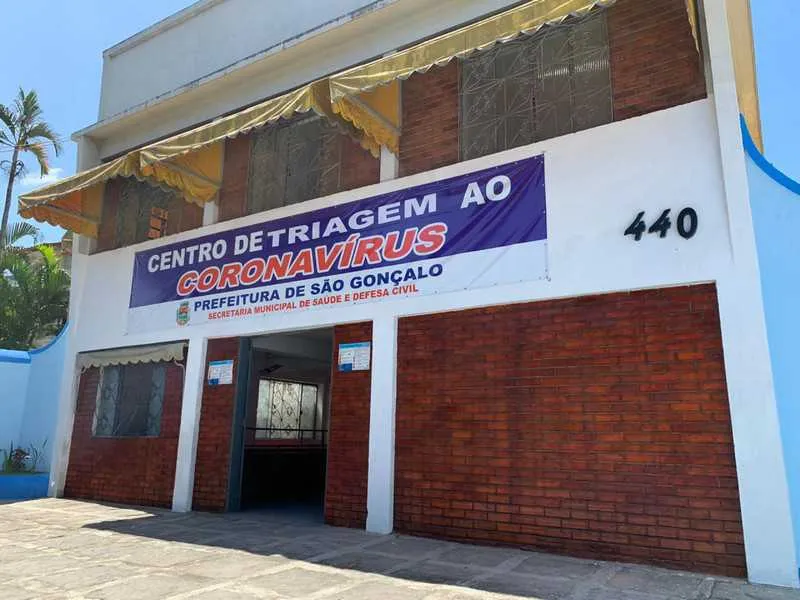 CENTRO DE TRIAGEM AO
CORONAVÍRUS
PREFEITURA DE SÃO GONÇALO
SECRETARIA MUNICIPAL DE SAÚDE E DEFESA CIVIL
440